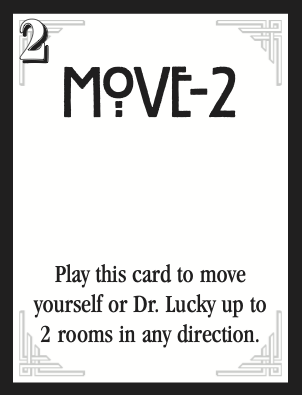 2
MOVE-2
Play this card to move
yourself or Dr. Lucky up to
2 rooms in any direction.